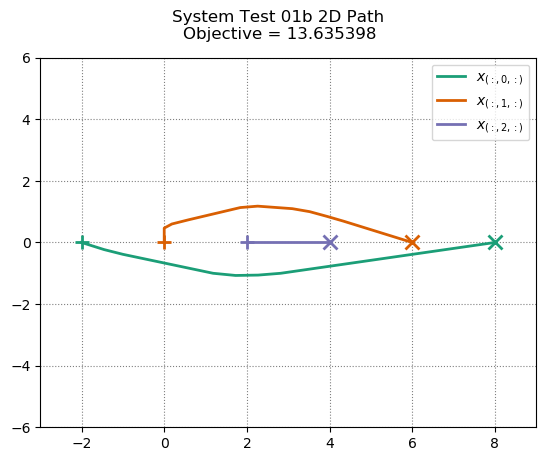 System Test 01b 2D Path
Objective = 13.635398
x(:,0,:)
x(:,1,:)
x(:,2,:)
6
4
2
0
−2
−4
−6
−2 0 2 4 6 8